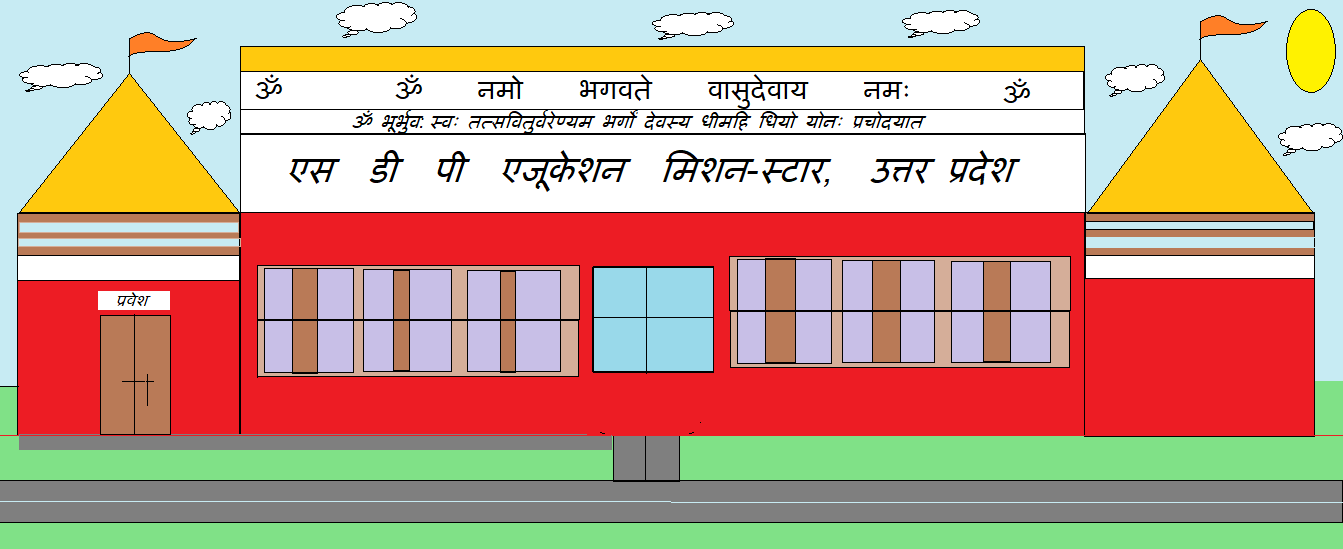 ॐ ॐ नमो भगवते वासुदेवाय नमः ॐ
ॐ भूर्भुव: स्वः तत्सवितुर्वरेण्यम भर्गों देवस्य धीमहि धियो योनः प्रचोदयात
एस डी पी एजूकेशन मिशन-स्टार, उत्तर प्रदेश
प्रवेश